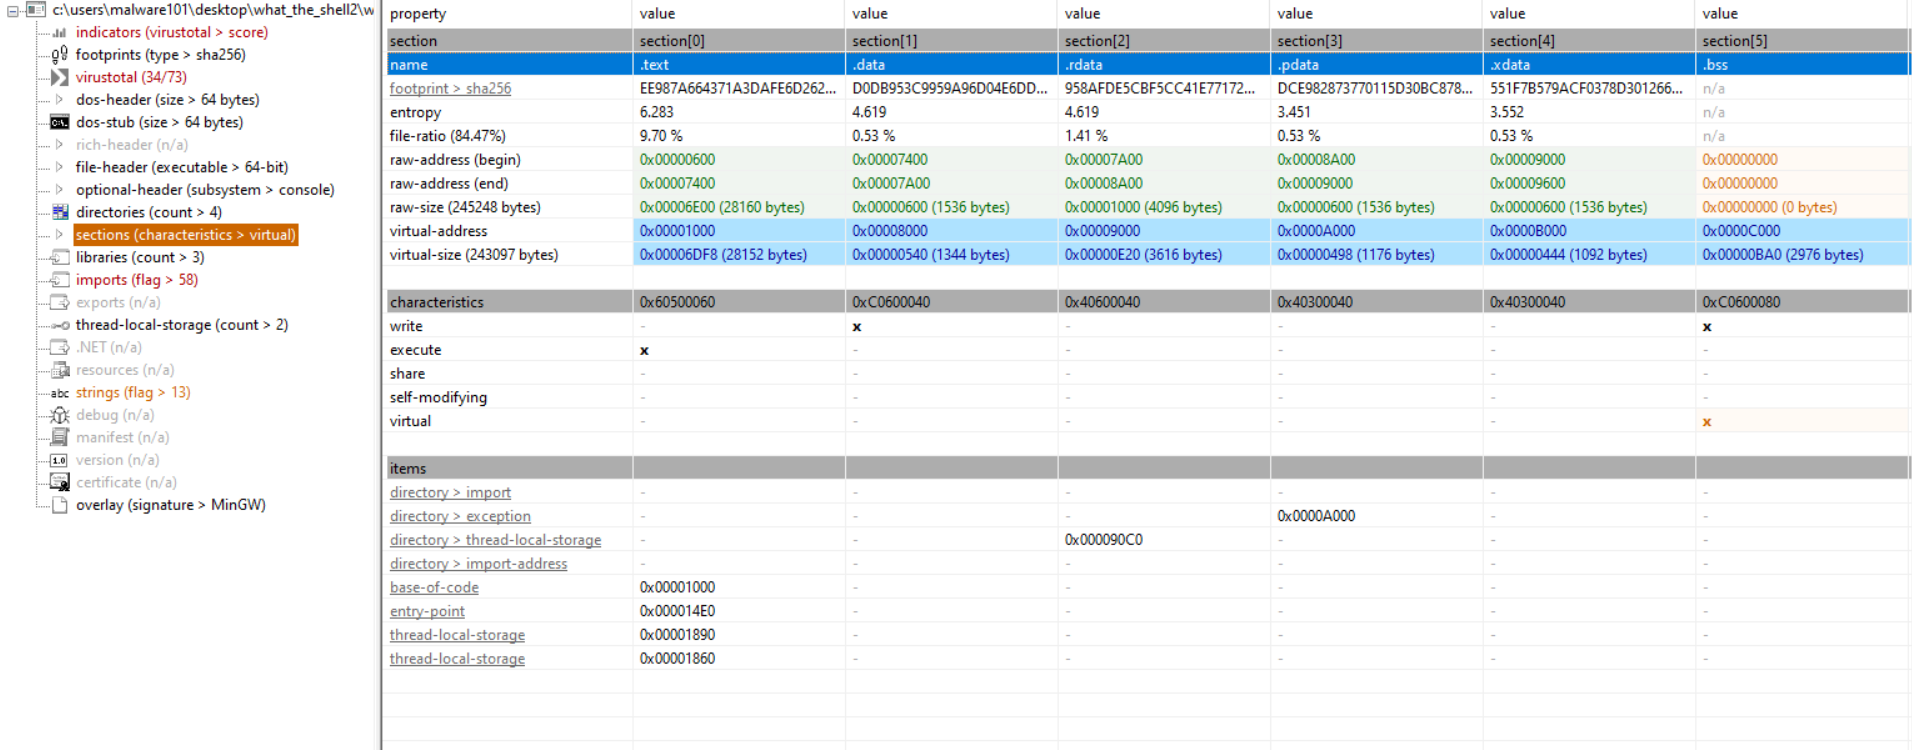 c:\users\malware101\desktop\what_the_shell2\w
indicators (virustotal > score)
footprints (type > sha256)
virustotal (34/73)
dos-header (size > 64 bytes)
dos-stub (size > 64 bytes)
rich-header (n/a)
file-header (executable > 64-bit)
optional-header (subsystem > console)
directories (count > 4)
sections (characteristics > virtual)
libraries (count > 3)
imports (flag > 58)
exports (n/a)
thread-local-storage (count > 2)
.NET (n/a)
resources (n/a)
abc strings (flag > 13)
debug (n/a)
manifest (n/a)
1.0 version (n/a)
certificate (n/a)
overlay (signature > MinGW)
property value value value value value value
section section[0] section[1] section[2] section[3] section[4] section[5]
name .text .data .rdata .pdata .xdata .bss
footprint > sha256 EE987A664371A3DAFE6D262... D0DB953C9959A96D04E6DD... 958AFDE5CBF5CC41E77172... DCE982873770115D30BC878... 551F7B579ACF0378D301266... n/a
entropy 6.283 4.619 4.619 3.451 3.552 n/a
file-ratio (84.47%) 9.70 % 0.53 % 1.41 % 0.53 % 0.53 % n/a
raw-address (begin) 0x00000600 0x00007400 0x00007A00 0x00008A00 0x00009000 0x00000000
raw-address (end) 0x00007400 0x00007A00 0x00008A00 0x00009000 0x00009600 0x00000000
raw-size (245248 bytes) 0x00006E00 (28160 bytes) 0x00000600 (1536 bytes) 0x00001000 (4096 bytes) 0x00000600 (1536 bytes) 0x00000600 (1536 bytes) 0x00000000 (0 bytes)
virtual-address 0x00001000 0x00008000 0x00009000 0x0000A000 0x0000B000 0x0000C000
virtual-size (243097 bytes) 0x00006DF8 (28152 bytes) 0x00000540 (1344 bytes) 0x00000E20 (3616 bytes) 0x00000498 (1176 bytes) 0x00000444 (1092 bytes) 0x00000BA0 (2976 bytes)
characteristics 0x60500060 0xC0600040 0x40600040 0x40300040 0x40300040 0xC0600080
write - x - - - x
execute x - - - - -
share - - - - - -
self-modifying - - - - - -
virtual - - - - - x
items
directory > import - - - - - -
directory > exception - - - 0x0000A000 - -
directory > thread-local-storage - - 0x000090C0 - - -
directory > import-address - - - - - -
base-of-code 0x00001000 - - - - -
entry-point 0x000014E0 - - - - -
thread-local-storage 0x00001890 - - - - -
thread-local-storage 0x00001860 - - - - -